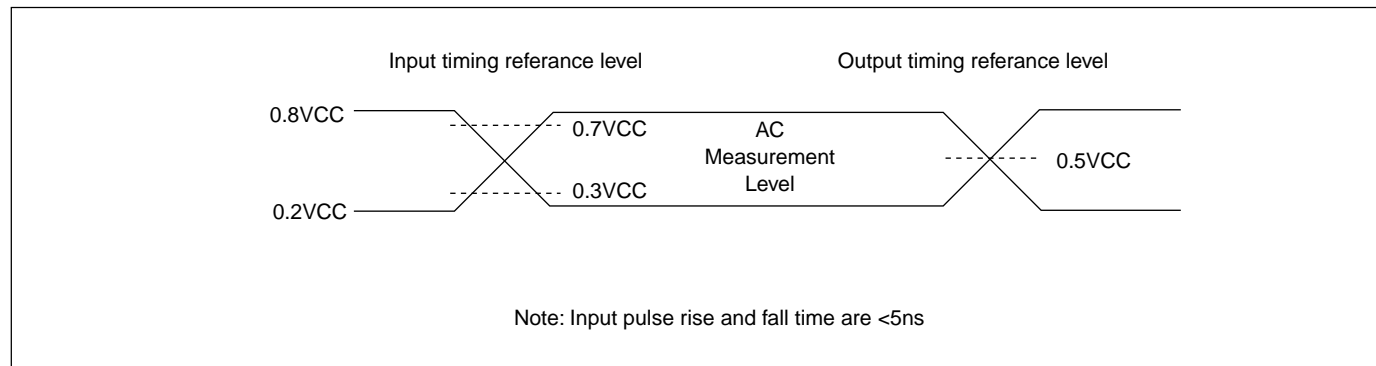 Input timing referance level
Output timing referance level
0.8VCC
0.7VCC
AC
Measurement
Level
0.5VCC
0.3VCC
0.2VCC
Note: Input pulse rise and fall time are <5ns